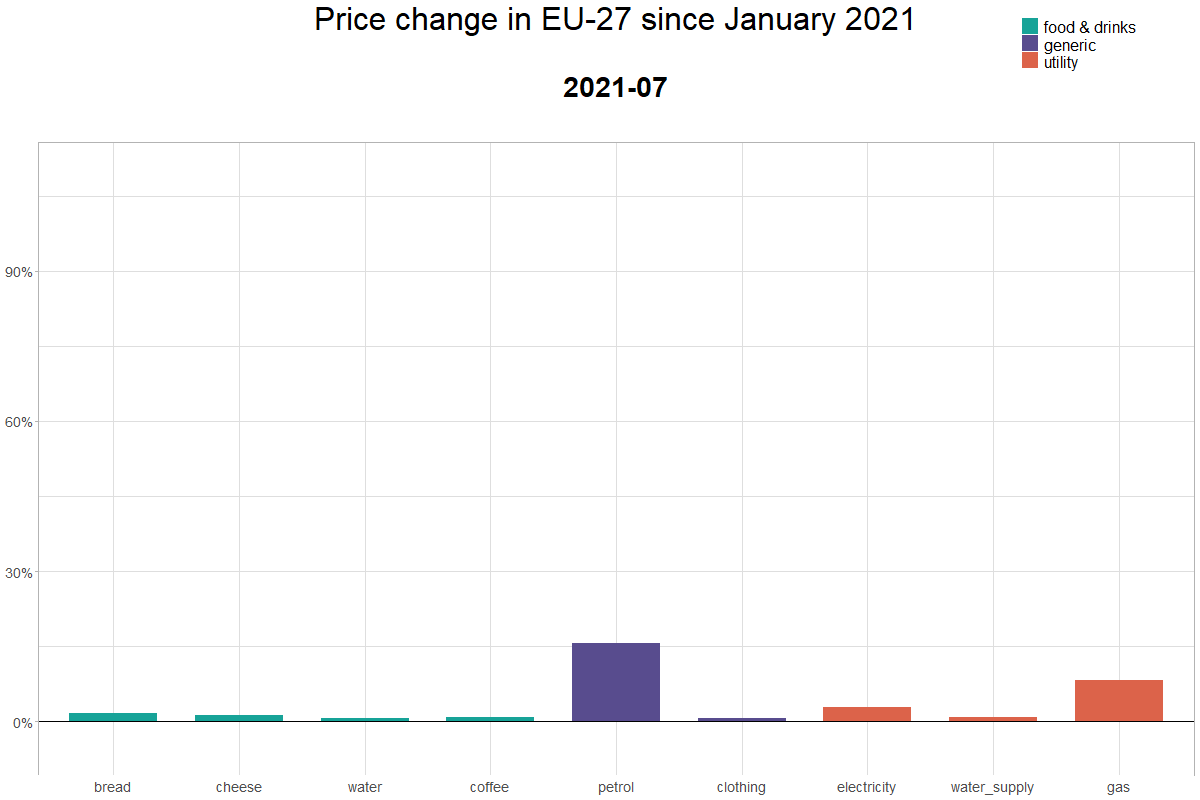 Price change in EU-27 since January 2021
food & drinks
generic
utility
2021-07
90%
60%
30%
0%
bread cheese water coffee petrol clothing electricity water_supply gas